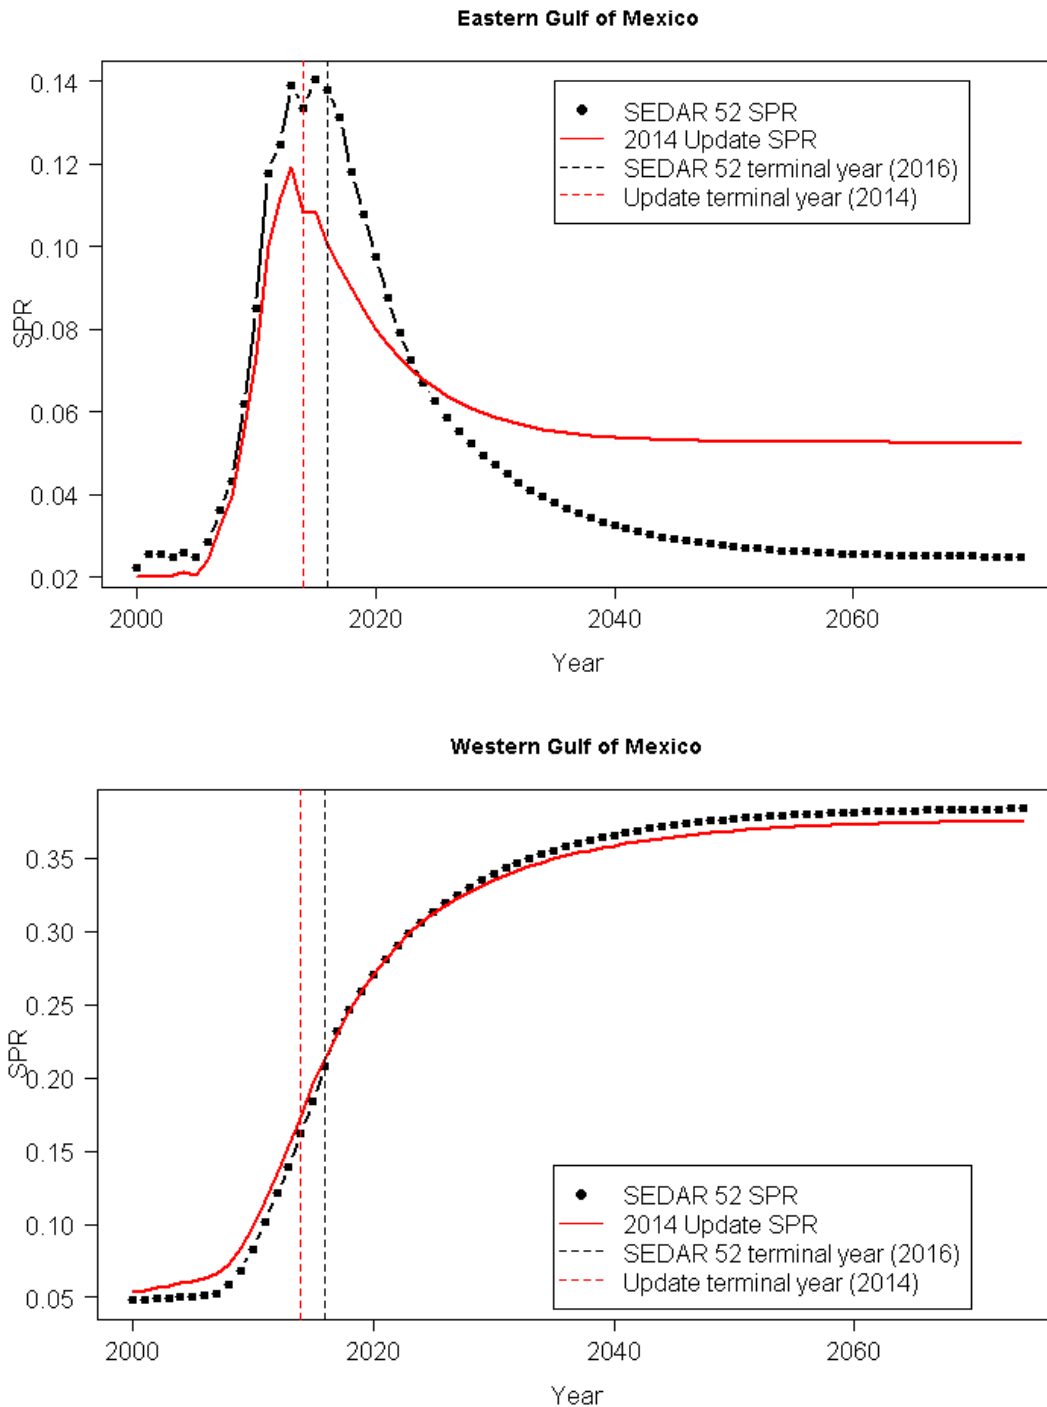 Eastern Gulf of Mexico
0.14
0.12
0.10
0.08
0.06
0.04
0.02
SPR
SEDAR 52 SPR
2014 Update SPR
SEDAR 52 terminal year (2016)
Update terminal year (2014)
2000 2020 2040 2060
Year
Western Gulf of Mexico
0.35
0.30
0.25
0.20
0.15
0.10
0.05
SPR
SEDAR 52 SPR
2014 Update SPR
SEDAR 52 terminal year (2016)
Update terminal year (2014)
2000 2020 2040 2060
Year